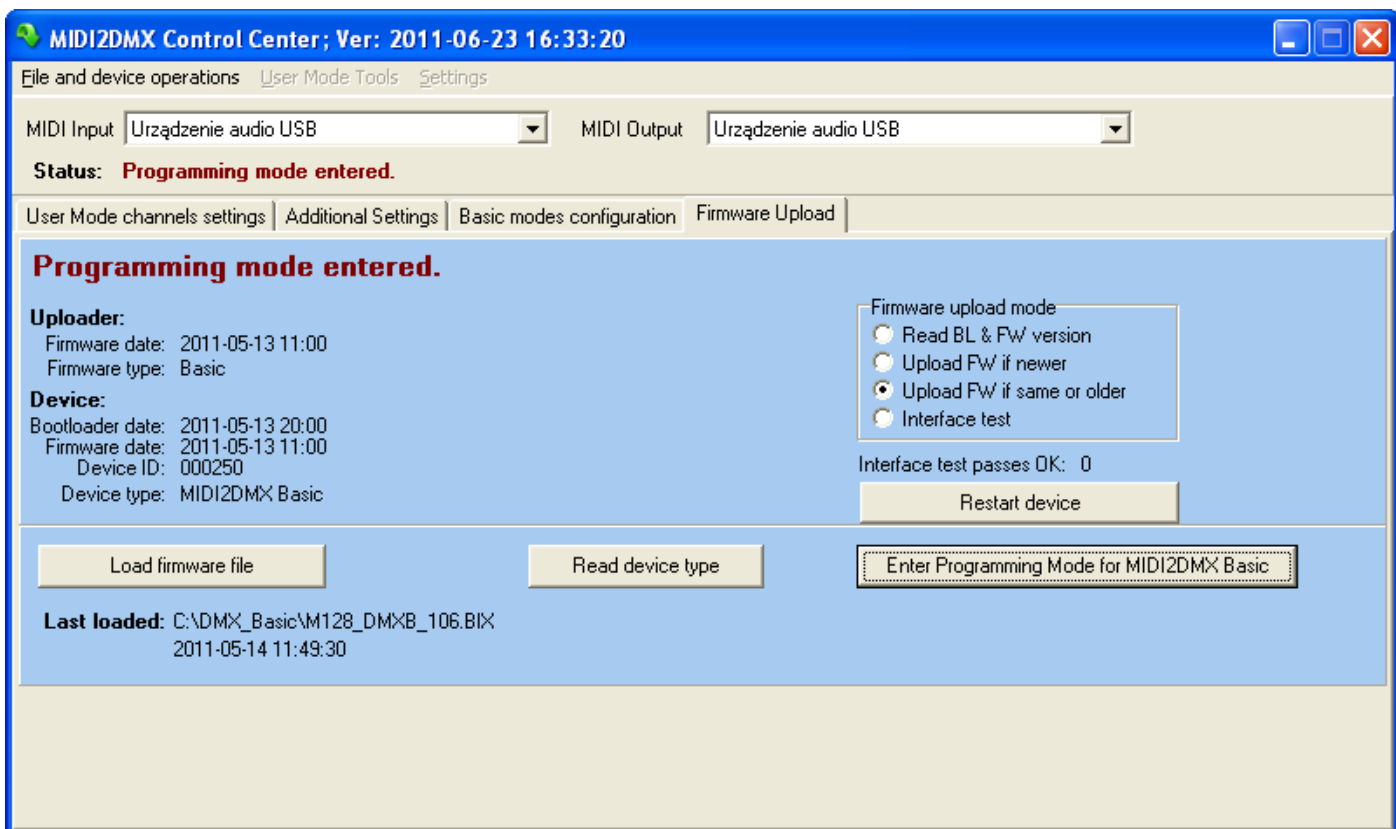 MIDI2DMX Control Center; Ver: 2011-06-23 16:33:20
File and device operations User Mode Tools Settings
MIDI Input Urządzenie audio USB MIDI Output Urządzenie audio USB
Status: Programming mode entered.
User Mode channels settings Additional Settings Basic modes configuration Firmware Upload
Programming mode entered.
Uploader:
Firmware date: 2011-05-13 11:00
Firmware type: Basic
Device:
Bootloader date: 2011-05-13 20:00
Firmware date: 2011-05-13 11:00
Device ID: 000250
Device type: MIDI2DMX Basic
Firmware upload mode
Read BL & FW version
Upload FW if newer
Upload FW if same or older
Interface test
Interface test passes OK: 0
Restart device
Load firmware file Read device type Enter Programming Mode for MIDI2DMX Basic
Last loaded: C:\DMX_Basic\M128_DMXB_106.BIX
2011-05-14 11:49:30